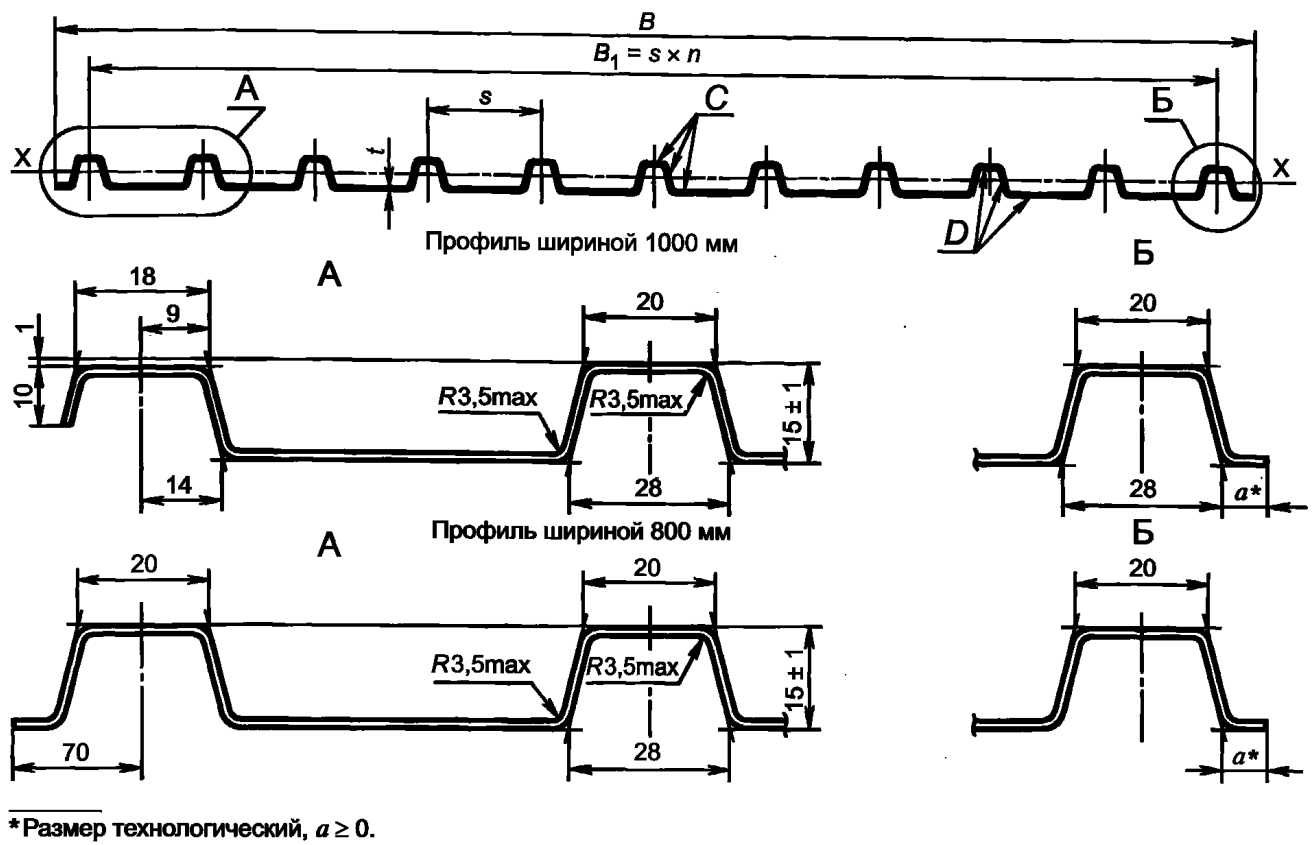 B
B₁ = s × n
А
s
C
Б
X
t
X
D
Профиль шириной 1000 мм
А
Б
18
20
20
9
1
10
R3,5max
R3,5max
15 ± 1
14
28
28
a*
Профиль шириной 800 мм
А
Б
20
20
20
R3,5max
R3,5max
15 ± 1
70
28
a*
*Размер технологический, a ≥ 0.